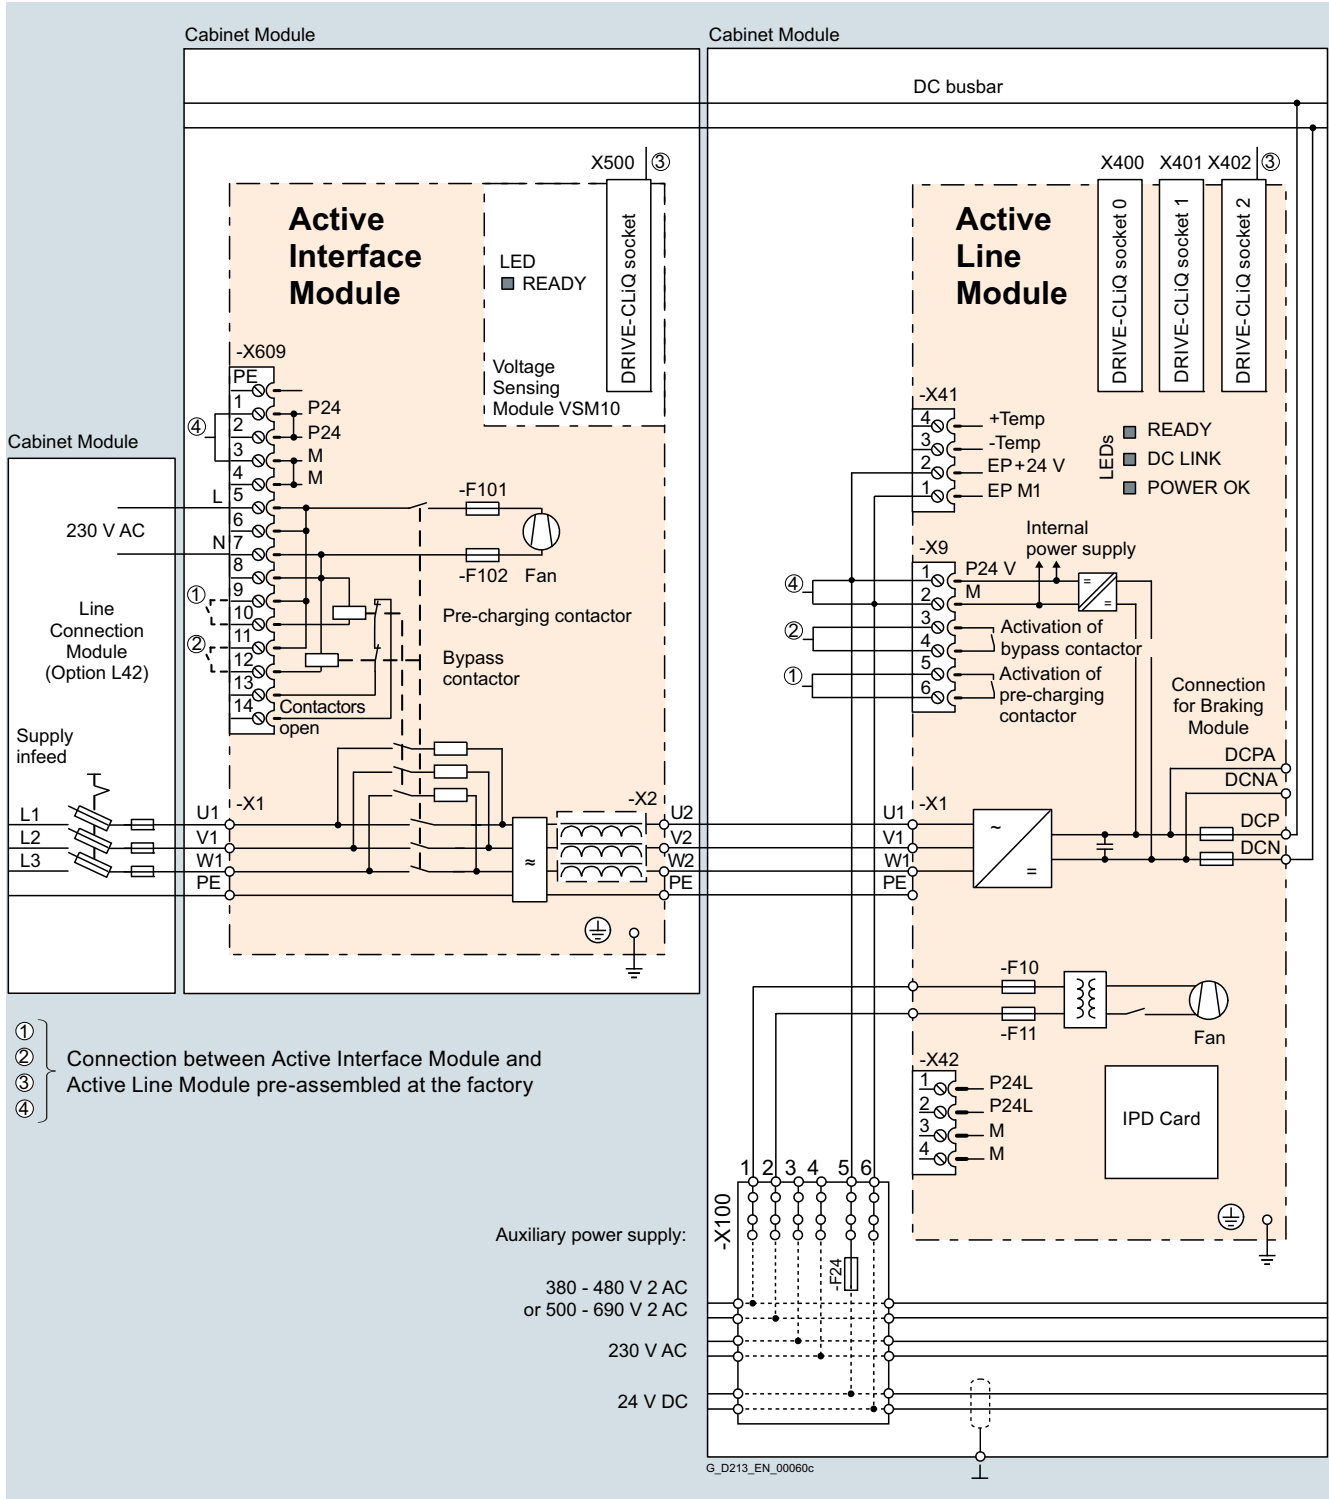 Cabinet Module
Cabinet Module
DC busbar
X500 ③
X400 X401 X402 ③
Active
Interface
Module
LED
READY
DRIVE-CLiQ socket
Voltage
Sensing
Module VSM10
Active
Line
Module
DRIVE-CLiQ socket 0
DRIVE-CLiQ socket 1
DRIVE-CLiQ socket 2
-X609
PE
1 P24
2 P24
3 M
4 M
5
6
7
8
9
10
11
12
13
14
④
①
②
Contactors
open
-F101
-F102 Fan
Pre-charging contactor
Bypass
contactor
Cabinet Module
L
230 V AC
N
Line
Connection
Module
(Option L42)
Supply
infeed
L1
L2
L3
U1 -X1
V1
W1
PE
≈
-X2 U2
V2
W2
PE
-X41
4 +Temp
3 -Temp
2 EP+24 V
1 EP M1
LEDs
READY
DC LINK
POWER OK
Internal
power supply
-X9
1 P24 V
2 M
3
4
5
6
④
②
①
= =
Activation of
bypass contactor
Activation of
pre-charging
contactor
Connection
for Braking
Module
DCPA
DCNA
DCP
DCN
U1 -X1
V1
W1
PE
~
=
-F10
-F11
Fan
-X42
1 P24L
2 P24L
3 M
4 M
IPD Card
①
②
③
④
Connection between Active Interface Module and
Active Line Module pre-assembled at the factory
1 2 3 4 5 6
-X100
-F24
Auxiliary power supply:
380 - 480 V 2 AC
or 500 - 690 V 2 AC
230 V AC
24 V DC
G_D213_EN_00060c